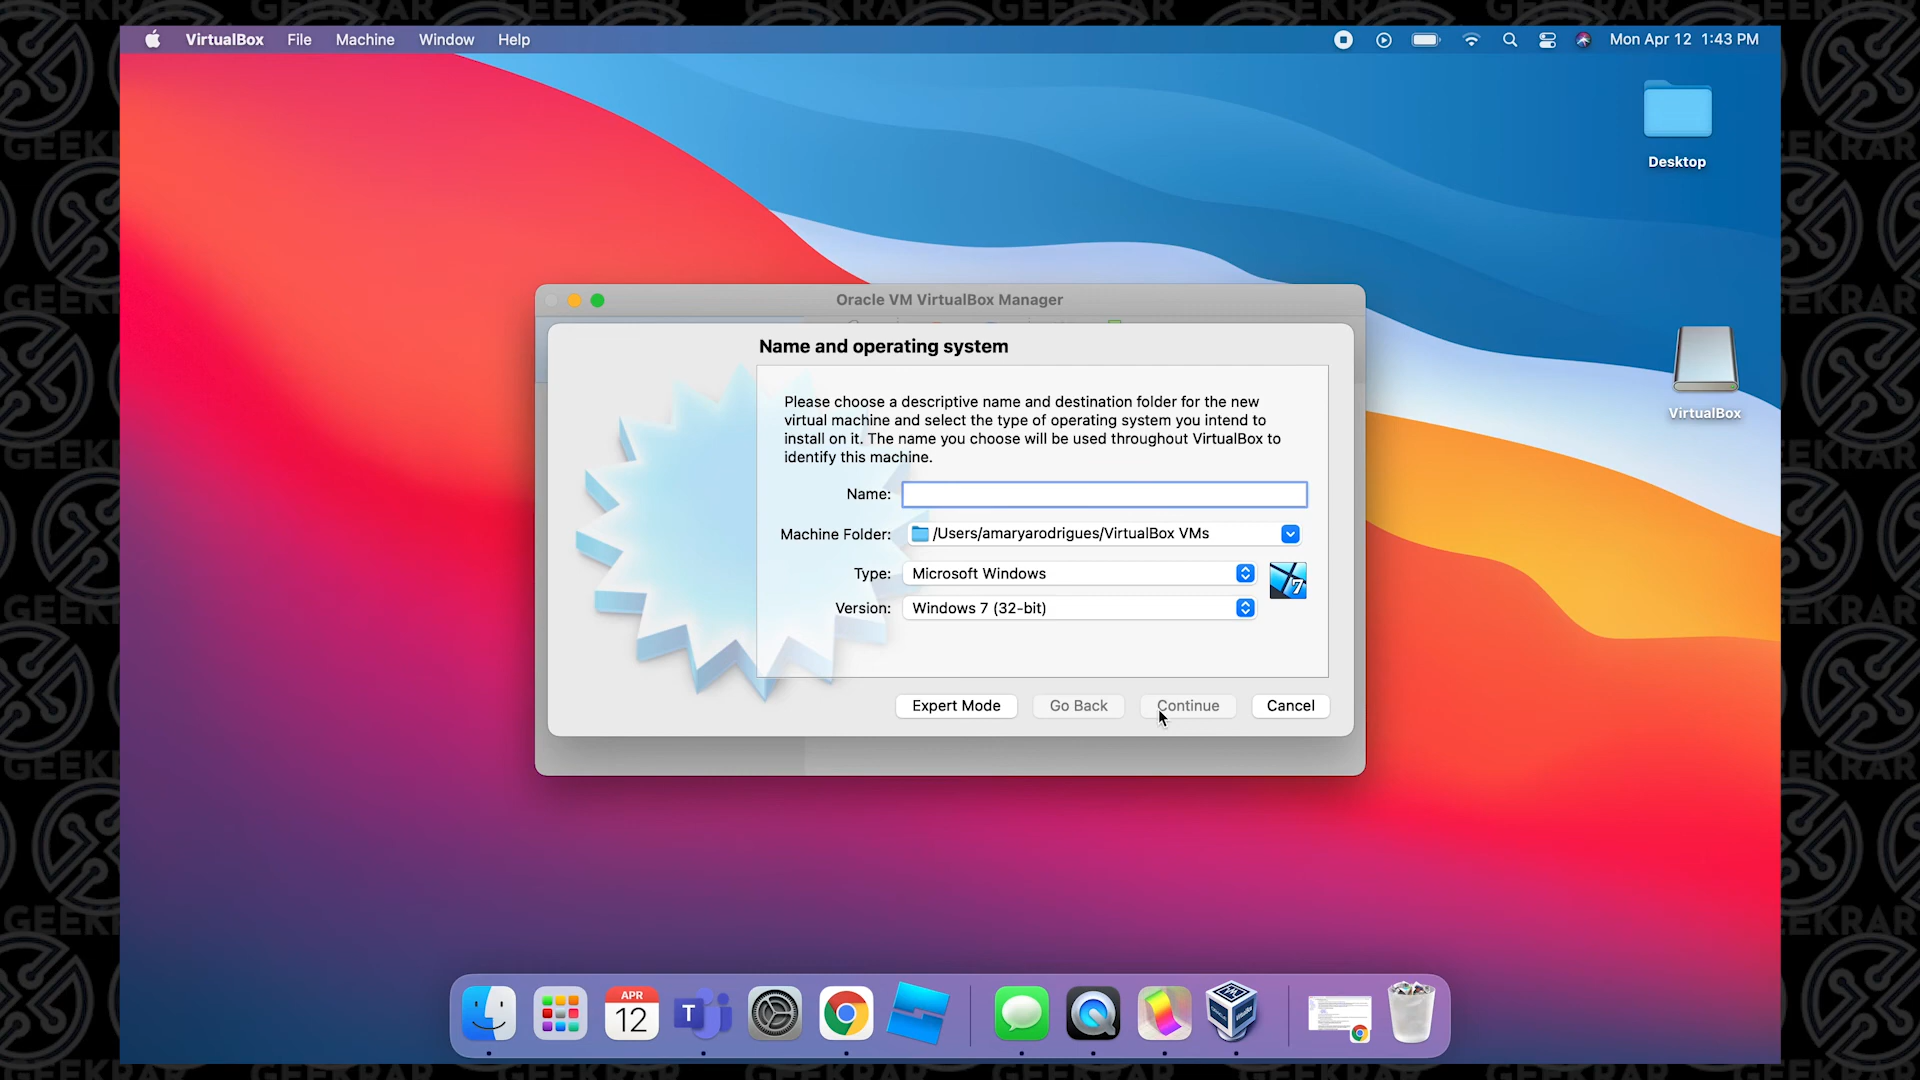 VirtualBox File Machine Window Help
Mon Apr 12 1:43 PM
Desktop
VirtualBox
Oracle VM VirtualBox Manager
Name and operating system
Please choose a descriptive name and destination folder for the new
virtual machine and select the type of operating system you intend to
install on it. The name you choose will be used throughout VirtualBox to
identify this machine.
Name:
Machine Folder: /Users/amaryarodrigues/VirtualBox VMs
Type: Microsoft Windows
7
Version: Windows 7 (32-bit)
Expert Mode Go Back Continue Cancel
APR
12
T